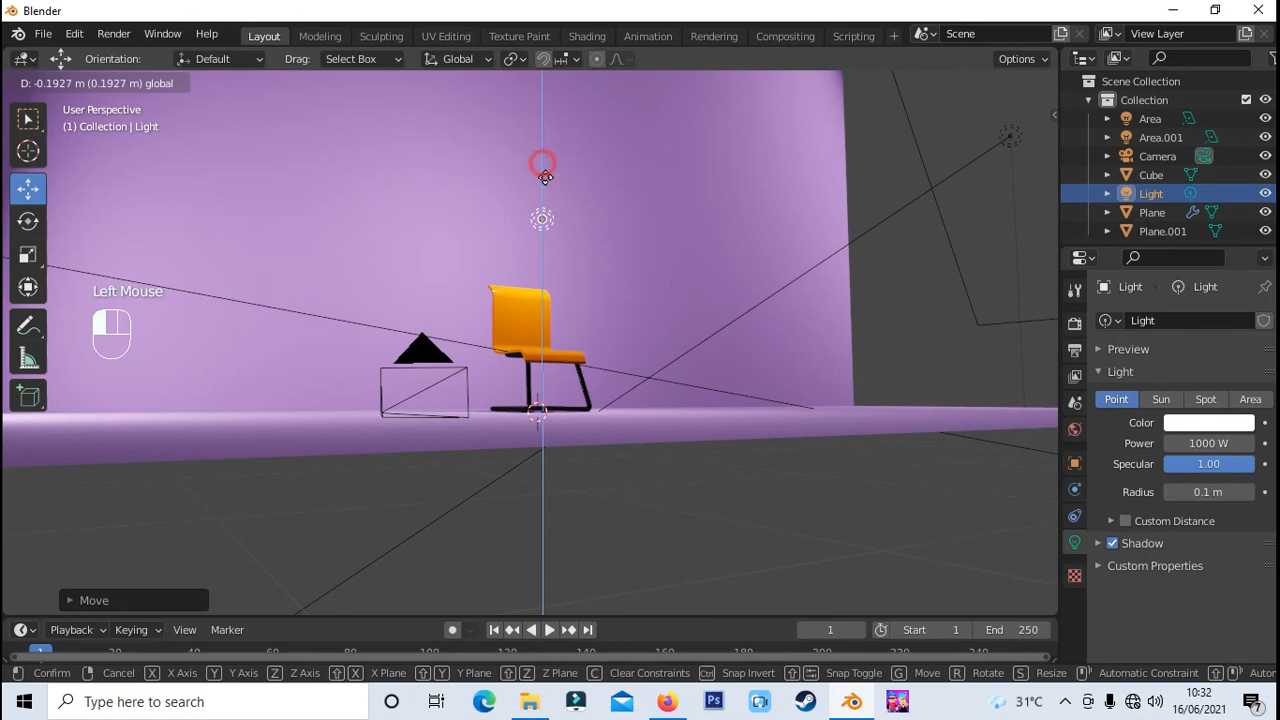 Blender
File Edit Render Window Help Layout Modeling Sculpting UV Editing Texture Paint Shading Animation Rendering Compositing Scripting + Scene View Layer
Orientation: Default Drag: Select Box Global Options
D: -0.1927 m (0.1927 m) global
User Perspective
(1) Collection | Light
Left Mouse
Move
Scene Collection
Collection
Area
Area.001
Camera
Cube
Light
Plane
Plane.001
Light Light
Light
Preview
Light
Point Sun Spot Area
Color
Power 1000 W
Specular 1.00
Radius 0.1 m
Custom Distance
Shadow
Custom Properties
Playback Keying View Marker 1 Start 1 End 250
1
Confirm Cancel X X Axis Y Y Axis Z Z Axis X X Plane Y Y Plane Z Z Plane C Clear Constraints Ctrl Snap Invert Snap Toggle G Move R Rotate S Resize Automatic Constraint Autom
Type here to search Ps 31°C 10:32
16/06/2021 7